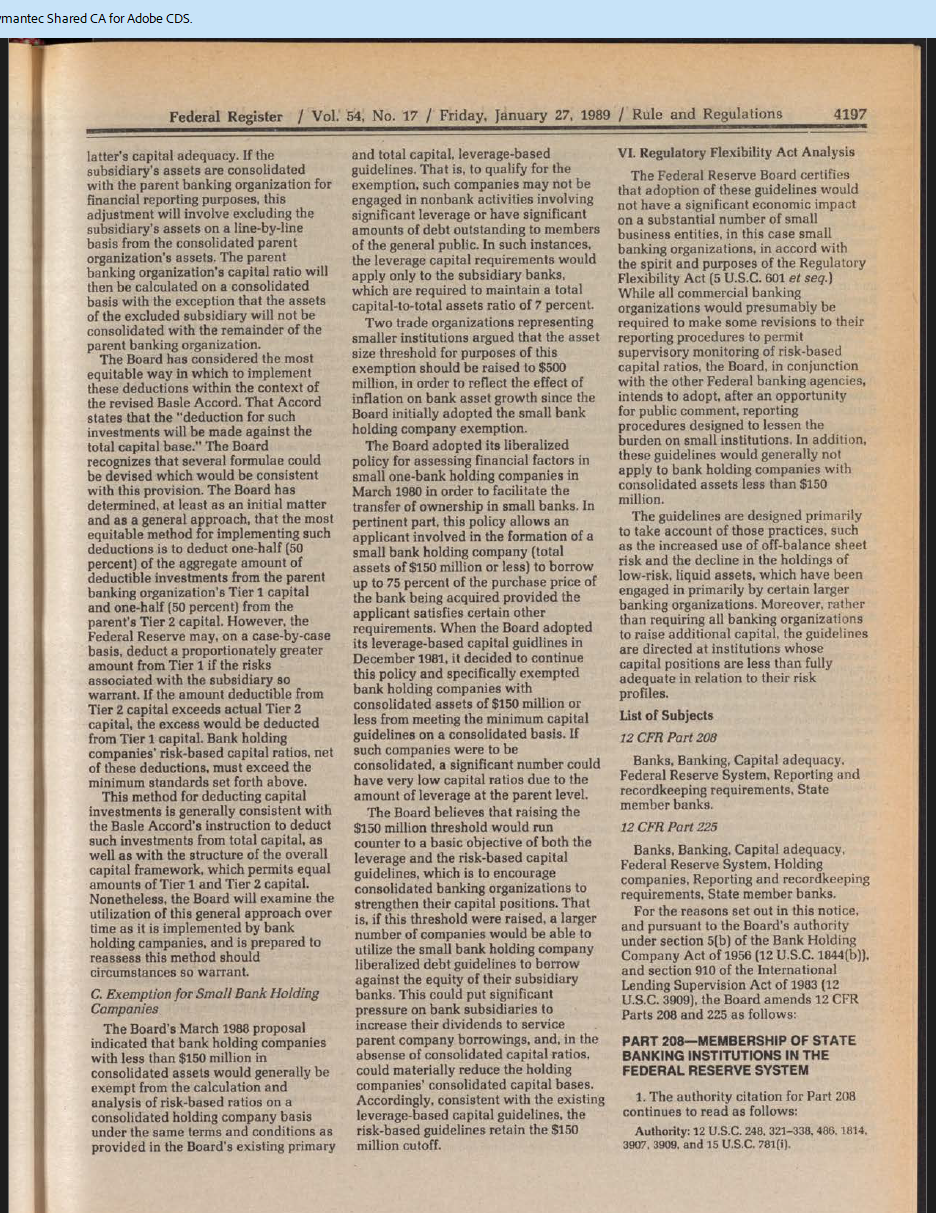 mantec Shared CA for Adobe CDS.
Federal Register / Vol. 54, No. 17 / Friday, January 27, 1989 / Rule and Regulations 4197
latter's capital adequacy. If the
subsidiary's assets are consolidated
with the parent banking organization for
financial reporting purposes, this
adjustment will involve excluding the
subsidiary's assets on a line-by-line
basis from the consolidated parent
organization's assets. The parent
banking organization's capital ratio will
then be calculated on a consolidated
basis with the exception that the assets
of the excluded subsidiary will not be
consolidated with the remainder of the
parent banking organization.
The Board has considered the most
equitable way in which to implement
these deductions within the context of
the revised Basle Accord. That Accord
states that the "deduction for such
investments will be made against the
total capital base." The Board
recognizes that several formulae could
be devised which would be consistent
with this provision. The Board has
determined, at least as an initial matter
and as a general approach, that the most
equitable method for implementing such
deductions is to deduct one-half (50
percent) of the aggregate amount of
deductible investments from the parent
banking organization's Tier 1 capital
and one-half (50 percent) from the
parent's Tier 2 capital. However, the
Federal Reserve may, on a case-by-case
basis, deduct a proportionately greater
amount from Tier 1 if the risks
associated with the subsidiary so
warrant. If the amount deductible from
Tier 2 capital exceeds actual Tier 2
capital, the excess would be deducted
from Tier 1 capital. Bank holding
companies' risk-based capital ratios, net
of these deductions, must exceed the
minimum standards set forth above.
This method for deducting capital
investments is generally consistent with
the Basle Accord's instruction to deduct
such investments from total capital, as
well as with the structure of the overall
capital framework, which permits equal
amounts of Tier 1 and Tier 2 capital.
Nonetheless, the Board will examine the
utilization of this general approach over
time as it is implemented by bank
holding campanies, and is prepared to
reassess this method should
circumstances so warrant.
C. Exemption for Small Bank Holding
Companies
The Board's March 1988 proposal
indicated that bank holding companies
with less than $150 million in
consolidated assets would generally be
exempt from the calculation and
analysis of risk-based ratios on a
consolidated holding company basis
under the same terms and conditions as
provided in the Board's existing primary
and total capital, leverage-based
guidelines. That is, to qualify for the
exemption, such companies may not be
engaged in nonbank activities involving
significant leverage or have significant
amounts of debt outstanding to members
of the general public. In such instances,
the leverage capital requirements would
apply only to the subsidiary banks,
which are required to maintain a total
capital-to-total assets ratio of 7 percent.
Two trade organizations representing
smaller institutions argued that the asset
size threshold for purposes of this
exemption should be raised to $500
million, in order to reflect the effect of
inflation on bank asset growth since the
Board initially adopted the small bank
holding company exemption.
The Board adopted its liberalized
policy for assessing financial factors in
small one-bank holding companies in
March 1980 in order to facilitate the
transfer of ownership in small banks. In
pertinent part, this policy allows an
applicant involved in the formation of a
small bank holding company (total
assets of $150 million or less) to borrow
up to 75 percent of the purchase price of
the bank being acquired provided the
applicant satisfies certain other
requirements. When the Board adopted
its leverage-based capital guidlines in
December 1981, it decided to continue
this policy and specifically exempted
bank holding companies with
consolidated assets of $150 million or
less from meeting the minimum capital
guidelines on a consolidated basis. If
such companies were to be
consolidated, a significant number could
have very low capital ratios due to the
amount of leverage at the parent level.
The Board believes that raising the
$150 million threshold would run
counter to a basic objective of both the
leverage and the risk-based capital
guidelines, which is to encourage
consolidated banking organizations to
strengthen their capital positions. That
is, if this threshold were raised, a larger
number of companies would be able to
utilize the small bank holding company
liberalized debt guidelines to borrow
against the equity of their subsidiary
banks. This could put significant
pressure on bank subsidiaries to
increase their dividends to service
parent company borrowings, and, in the
absense of consolidated capital ratios,
could materially reduce the holding
companies' consolidated capital bases.
Accordingly, consistent with the existing
leverage-based capital guidelines, the
risk-based guidelines retain the $150
million cutoff.
VI. Regulatory Flexibility Act Analysis
The Federal Reserve Board certifies
that adoption of these guidelines would
not have a significant economic impact
on a substantial number of small
business entities, in this case small
banking organizations, in accord with
the spirit and purposes of the Regulatory
Flexibility Act (5 U.S.C. 601 et seq.)
While all commercial banking
organizations would presumably be
required to make some revisions to their
reporting procedures to permit
supervisory monitoring of risk-based
capital ratios, the Board, in conjunction
with the other Federal banking agencies,
intends to adopt, after an opportunity
for public comment, reporting
procedures designed to lessen the
burden on small institutions. In addition,
these guidelines would generally not
apply to bank holding companies with
consolidated assets less than $150
million.
The guidelines are designed primarily
to take account of those practices, such
as the increased use of off-balance sheet
risk and the decline in the holdings of
low-risk, liquid assets, which have been
engaged in primarily by certain larger
banking organizations. Moreover, rather
than requiring all banking organizations
to raise additional capital, the guidelines
are directed at institutions whose
capital positions are less than fully
adequate in relation to their risk
profiles.
List of Subjects
12 CFR Part 208
Banks, Banking, Capital adequacy,
Federal Reserve System, Reporting and
recordkeeping requirements, State
member banks.
12 CFR Part 225
Banks, Banking, Capital adequacy,
Federal Reserve System, Holding
companies, Reporting and recordkeeping
requirements, State member banks.
For the reasons set out in this notice,
and pursuant to the Board's authority
under section 5(b) of the Bank Holding
Company Act of 1956 (12 U.S.C. 1844(b)),
and section 910 of the International
Lending Supervision Act of 1983 (12
U.S.C. 3909), the Board amends 12 CFR
Parts 208 and 225 as follows:
PART 208—MEMBERSHIP OF STATE
BANKING INSTITUTIONS IN THE
FEDERAL RESERVE SYSTEM
1. The authority citation for Part 208
continues to read as follows:
Authority: 12 U.S.C. 248, 321-338, 486, 1814,
3907, 3909, and 15 U.S.C. 781(i).